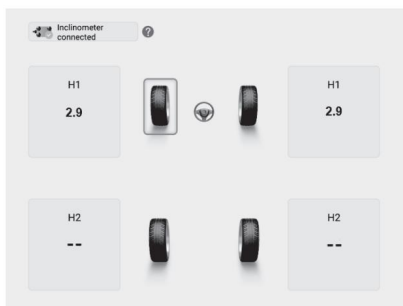 Inclinometer
connected
?
H1
2.9
H1
2.9
H2
--
H2
--